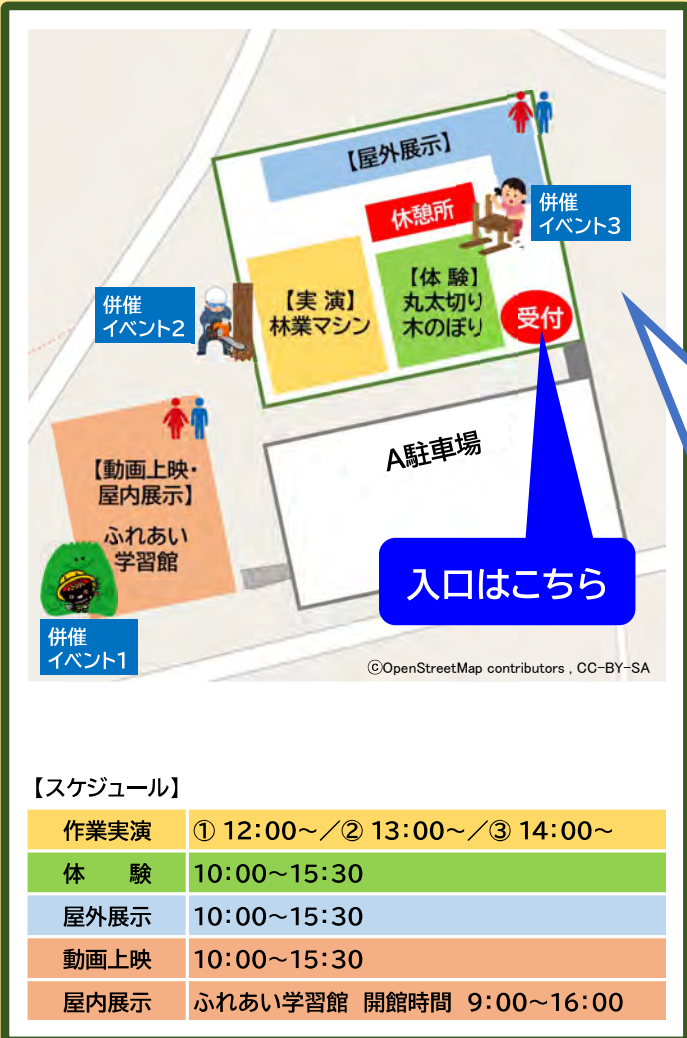 【屋外展示】
併催
イベント3
休憩所
【体 験】
丸太切り
木のぼり
【実 演】
林業マシン
受付
併催
イベント2
A駐車場
【動画上映・
屋内展示】
ふれあい
学習館
入口はこちら
併催
イベント1
ⒸOpenStreetMap contributors , CC-BY-SA
【スケジュール】
作業実演 ① 12：00～／② 13：00～／③ 14：00～
体　験 10：00～15：30
屋外展示 10：00～15：30
動画上映 10：00～15：30
屋内展示 ふれあい学習館 開館時間 9：00～16：00